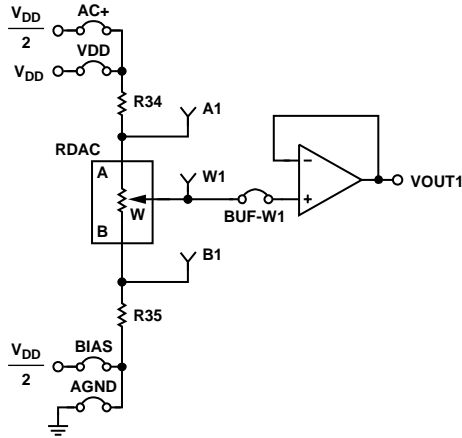 V_DD/2 AC+
VDD
V_DD
R34
A1
RDAC
A
W1
W
B
BUF-W1
−
+
VOUT1
B1
R35
V_DD/2 BIAS
AGND